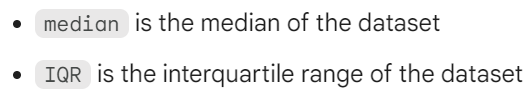 • median is the median of the dataset
• IQR is the interquartile range of the dataset